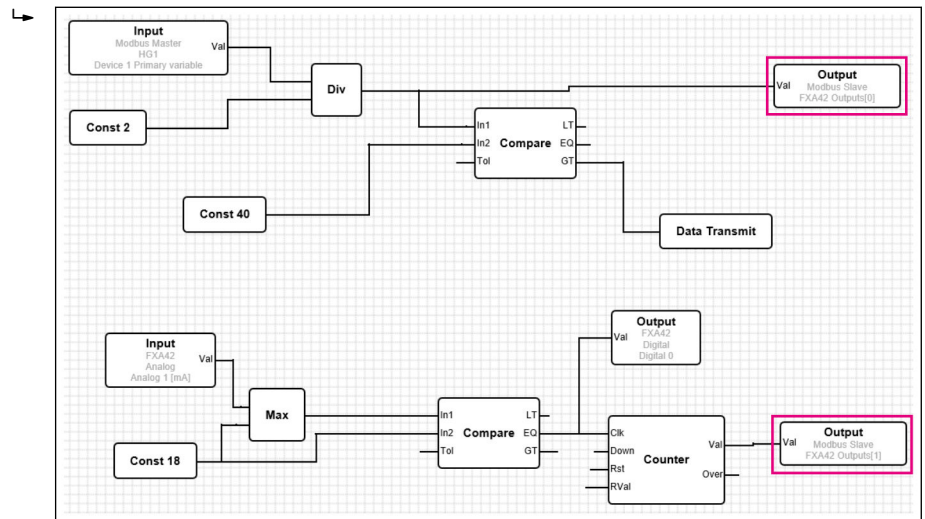 Input
Modbus Master
HG1
Device 1 Primary variable
Val
Div
Const 2
Output
Modbus Slave
FXA42 Outputs[0]
Val
In1
In2
Tol
Compare
LT
EQ
GT
Const 40
Data Transmit
Input
FXA42
Analog
Analog 1 [mA]
Val
Max
Const 18
In1
In2
Tol
Compare
LT
EQ
GT
Output
FXA42
Digital
Digital 0
Val
Clk
Down
Rst
RVal
Counter
Val
Over
Output
Modbus Slave
FXA42 Outputs[1]
Val